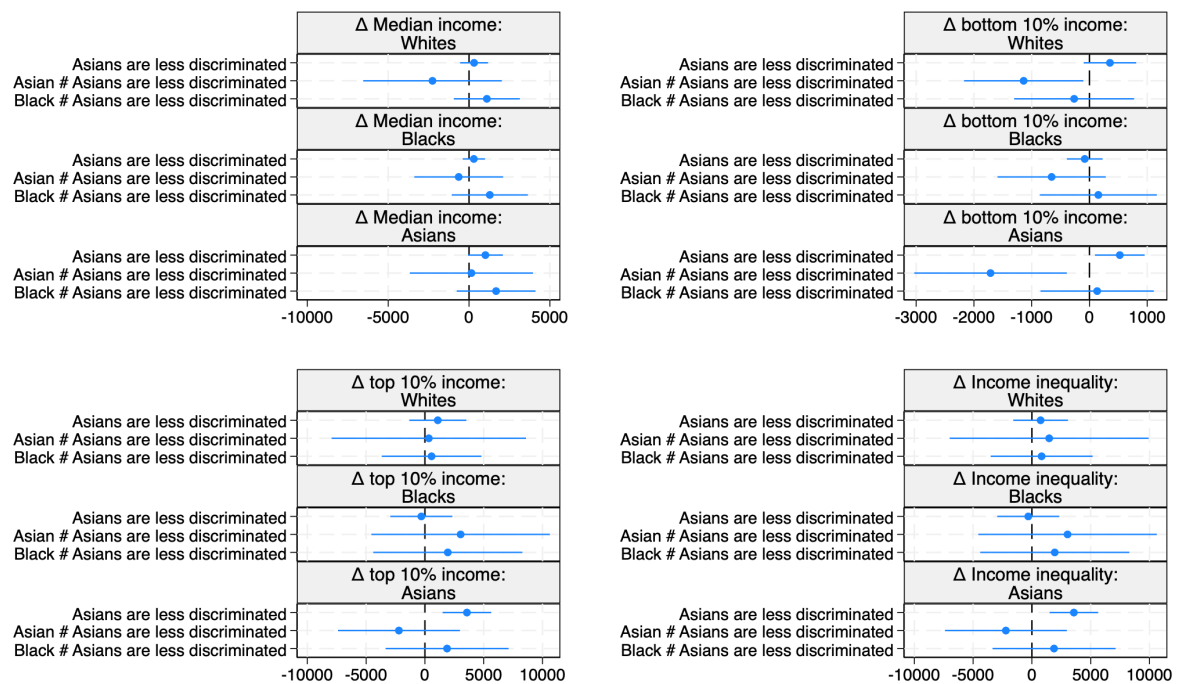 Δ Median income:
Whites
Asians are less discriminated
Asian # Asians are less discriminated
Black # Asians are less discriminated
Δ Median income:
Blacks
Asians are less discriminated
Asian # Asians are less discriminated
Black # Asians are less discriminated
Δ Median income:
Asians
Asians are less discriminated
Asian # Asians are less discriminated
Black # Asians are less discriminated
-10000 -5000 0 5000
Δ bottom 10% income:
Whites
Asians are less discriminated
Asian # Asians are less discriminated
Black # Asians are less discriminated
Δ bottom 10% income:
Blacks
Asians are less discriminated
Asian # Asians are less discriminated
Black # Asians are less discriminated
Δ bottom 10% income:
Asians
Asians are less discriminated
Asian # Asians are less discriminated
Black # Asians are less discriminated
-3000 -2000 -1000 0 1000
Δ top 10% income:
Whites
Asians are less discriminated
Asian # Asians are less discriminated
Black # Asians are less discriminated
Δ top 10% income:
Blacks
Asians are less discriminated
Asian # Asians are less discriminated
Black # Asians are less discriminated
Δ top 10% income:
Asians
Asians are less discriminated
Asian # Asians are less discriminated
Black # Asians are less discriminated
-10000 -5000 0 5000 10000
Δ Income inequality:
Whites
Asians are less discriminated
Asian # Asians are less discriminated
Black # Asians are less discriminated
Δ Income inequality:
Blacks
Asians are less discriminated
Asian # Asians are less discriminated
Black # Asians are less discriminated
Δ Income inequality:
Asians
Asians are less discriminated
Asian # Asians are less discriminated
Black # Asians are less discriminated
-10000 -5000 0 5000 10000